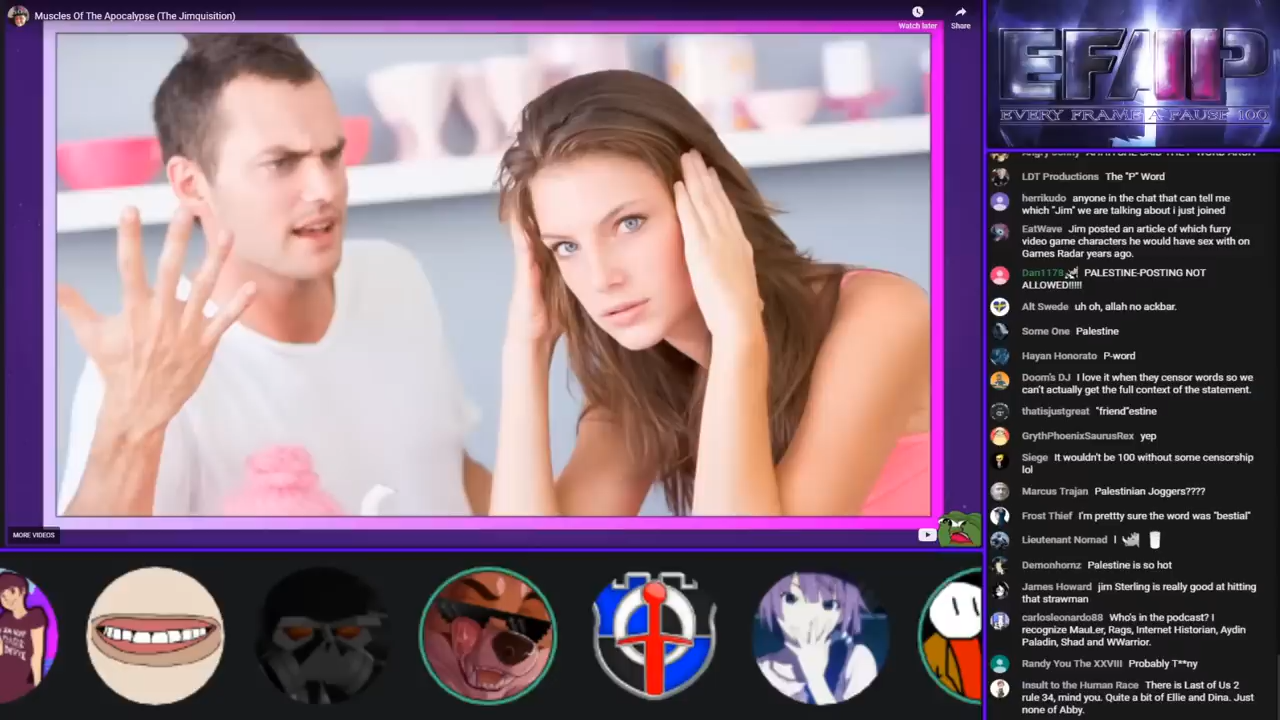 Muscles Of The Apocalypse (The Jimquisition)
Watch later
Share
MORE VIDEOS
EFAP
EVERY FRAME A PAUSE 100
LDT Productions The "P" Word
herrikudo anyone in the chat that can tell me
which "Jim" we are talking about i just joined
EatWave Jim posted an article of which furry
video game characters he would have sex with on
Games Radar years ago.
Dan1178 PALESTINE-POSTING NOT
ALLOWED!!!!!
Alt Swede uh oh, allah no ackbar.
Some One Palestine
Hayan Honorato P-word
Doom's DJ I love it when they censor words so we
can't actually get the full context of the statement.
thatisjustgreat "friend"estine
GrythPhoenixSaurusRex yep
Siege It wouldn't be 100 without some censorship
lol
Marcus Trajan Palestinian Joggers????
Frost Thief I'm prettty sure the word was "bestial"
Lieutenant Nomad I
Demonhornz Palestine is so hot
James Howard jim Sterling is really good at hitting
that strawman
carlosleonardo88 Who's in the podcast? I
recognize MauLer, Rags, Internet Historian, Aydin
Paladin, Shad and WWarrior.
Randy You The XXVIII Probably T**ny
Insult to the Human Race There is Last of Us 2
rule 34, mind you. Quite a bit of Ellie and Dina. Just
none of Abby.